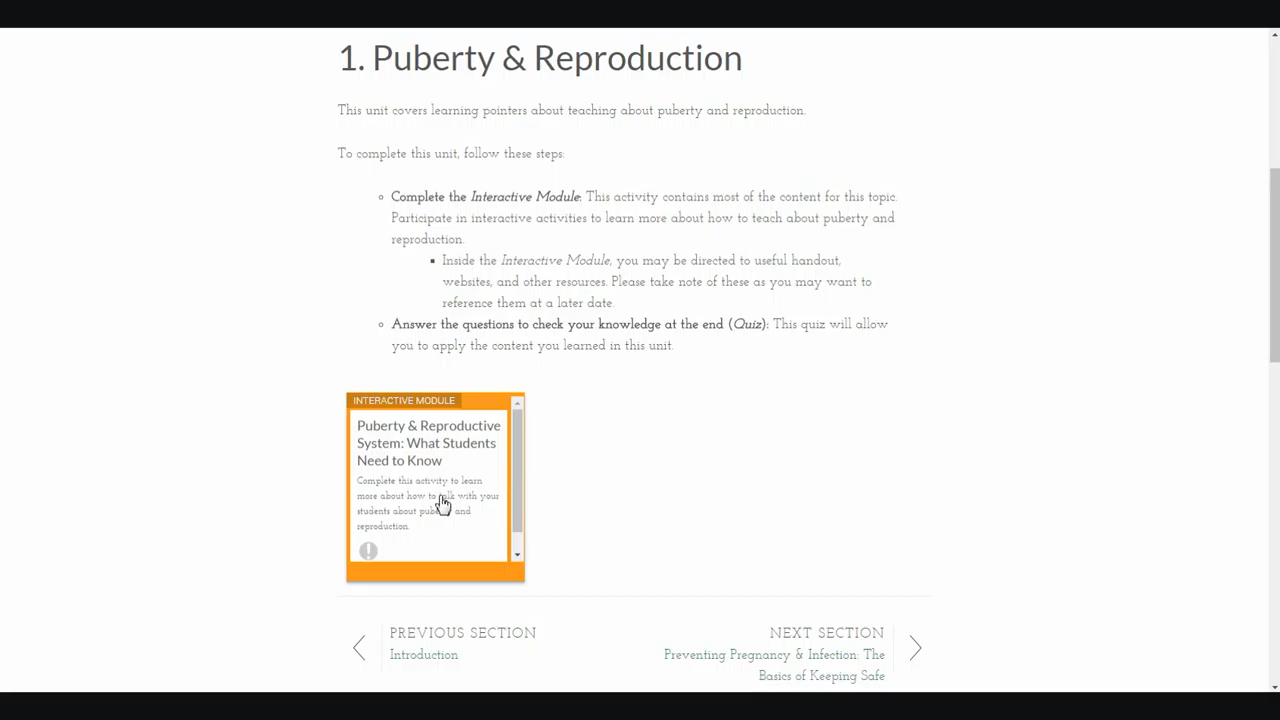 1. Puberty & Reproduction
This unit covers learning pointers about teaching about puberty and reproduction.
To complete this unit, follow these steps:
Complete the Interactive Module: This activity contains most of the content for this topic.
Participate in interactive activities to learn more about how to teach about puberty and
reproduction.
Inside the Interactive Module, you may be directed to useful handout,
websites, and other resources. Please take note of these as you may want to
reference them at a later date.
Answer the questions to check your knowledge at the end (Quiz): This quiz will allow
you to apply the content you learned in this unit.
INTERACTIVE MODULE
Puberty & Reproductive
System: What Students
Need to Know
Complete this activity to learn
more about how to talk with your
students about puberty and
reproduction.
PREVIOUS SECTION
Introduction
NEXT SECTION
Preventing Pregnancy & Infection: The
Basics of Keeping Safe